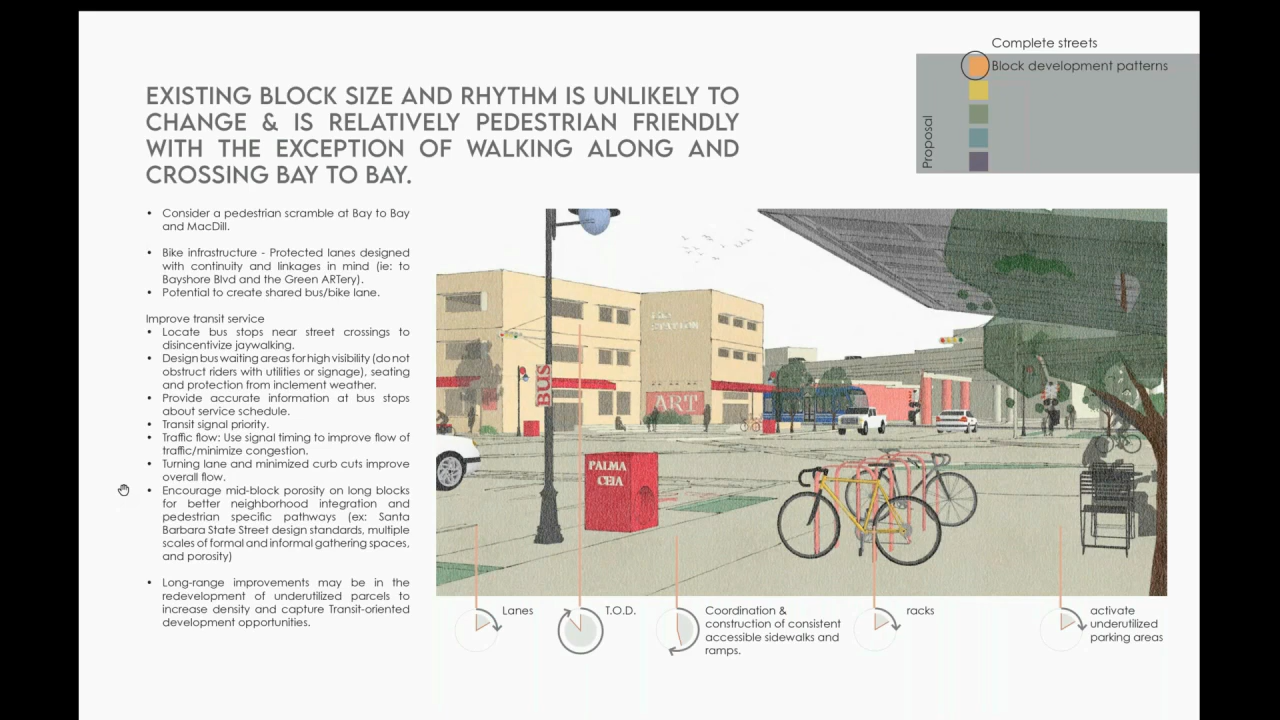 Complete streets
Block development patterns
Proposal
EXISTING BLOCK SIZE AND RHYTHM IS UNLIKELY TO
CHANGE & IS RELATIVELY PEDESTRIAN FRIENDLY
WITH THE EXCEPTION OF WALKING ALONG AND
CROSSING BAY TO BAY.
• Consider a pedestrian scramble at Bay to Bay
and MacDill.
• Bike infrastructure - Protected lanes designed
with continuity and linkages in mind (ie: to
Bayshore Blvd and the Green ARTery).
• Potential to create shared bus/bike lane.
Improve transit service
• Locate bus stops near street crossings to
disincentivize jaywalking.
• Design bus waiting areas for high visibility (do not
obstruct riders with utilities or signage), seating
and protection from inclement weather.
• Provide accurate information at bus stops
about service schedule.
• Transit signal priority.
• Traffic flow: Use signal timing to improve flow of
traffic/minimize congestion.
• Turning lane and minimized curb cuts improve
overall flow.
• Encourage mid-block porosity on long blocks
for better neighborhood integration and
pedestrian specific pathways (ex: Santa
Barbara State Street design standards, multiple
scales of formal and informal gathering spaces,
and porosity)
• Long-range improvements may be in the
redevelopment of underutilized parcels to
increase density and capture Transit-oriented
development opportunities.
STATION
BUS
ART
PALMA
CEIA
Lanes
T.O.D.
Coordination &
construction of consistent
accessible sidewalks and
ramps.
racks
activate
underutilized
parking areas